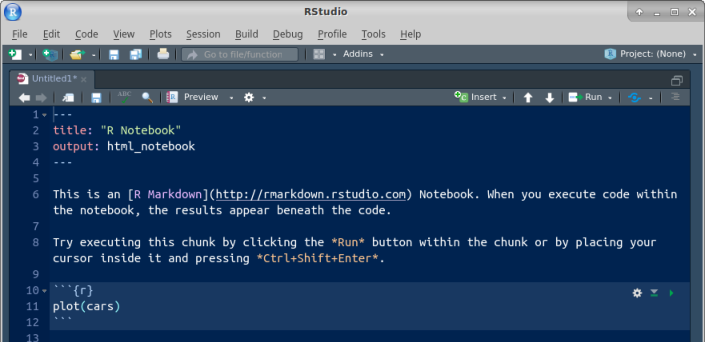 RStudio
File Edit Code View Plots Session Build Debug Profile Tools Help
Go to file/function Addins Project: (None)
Untitled1*
ABC Preview Insert Run
1 ---
2 title: "R Notebook"
3 output: html_notebook
4 ---
5
6 This is an [R Markdown](http://rmarkdown.rstudio.com) Notebook. When you execute code within
the notebook, the results appear beneath the code.
7
8 Try executing this chunk by clicking the *Run* button within the chunk or by placing your
cursor inside it and pressing *Ctrl+Shift+Enter*.
9
10 ```{r}
11 plot(cars)
12 ```
13